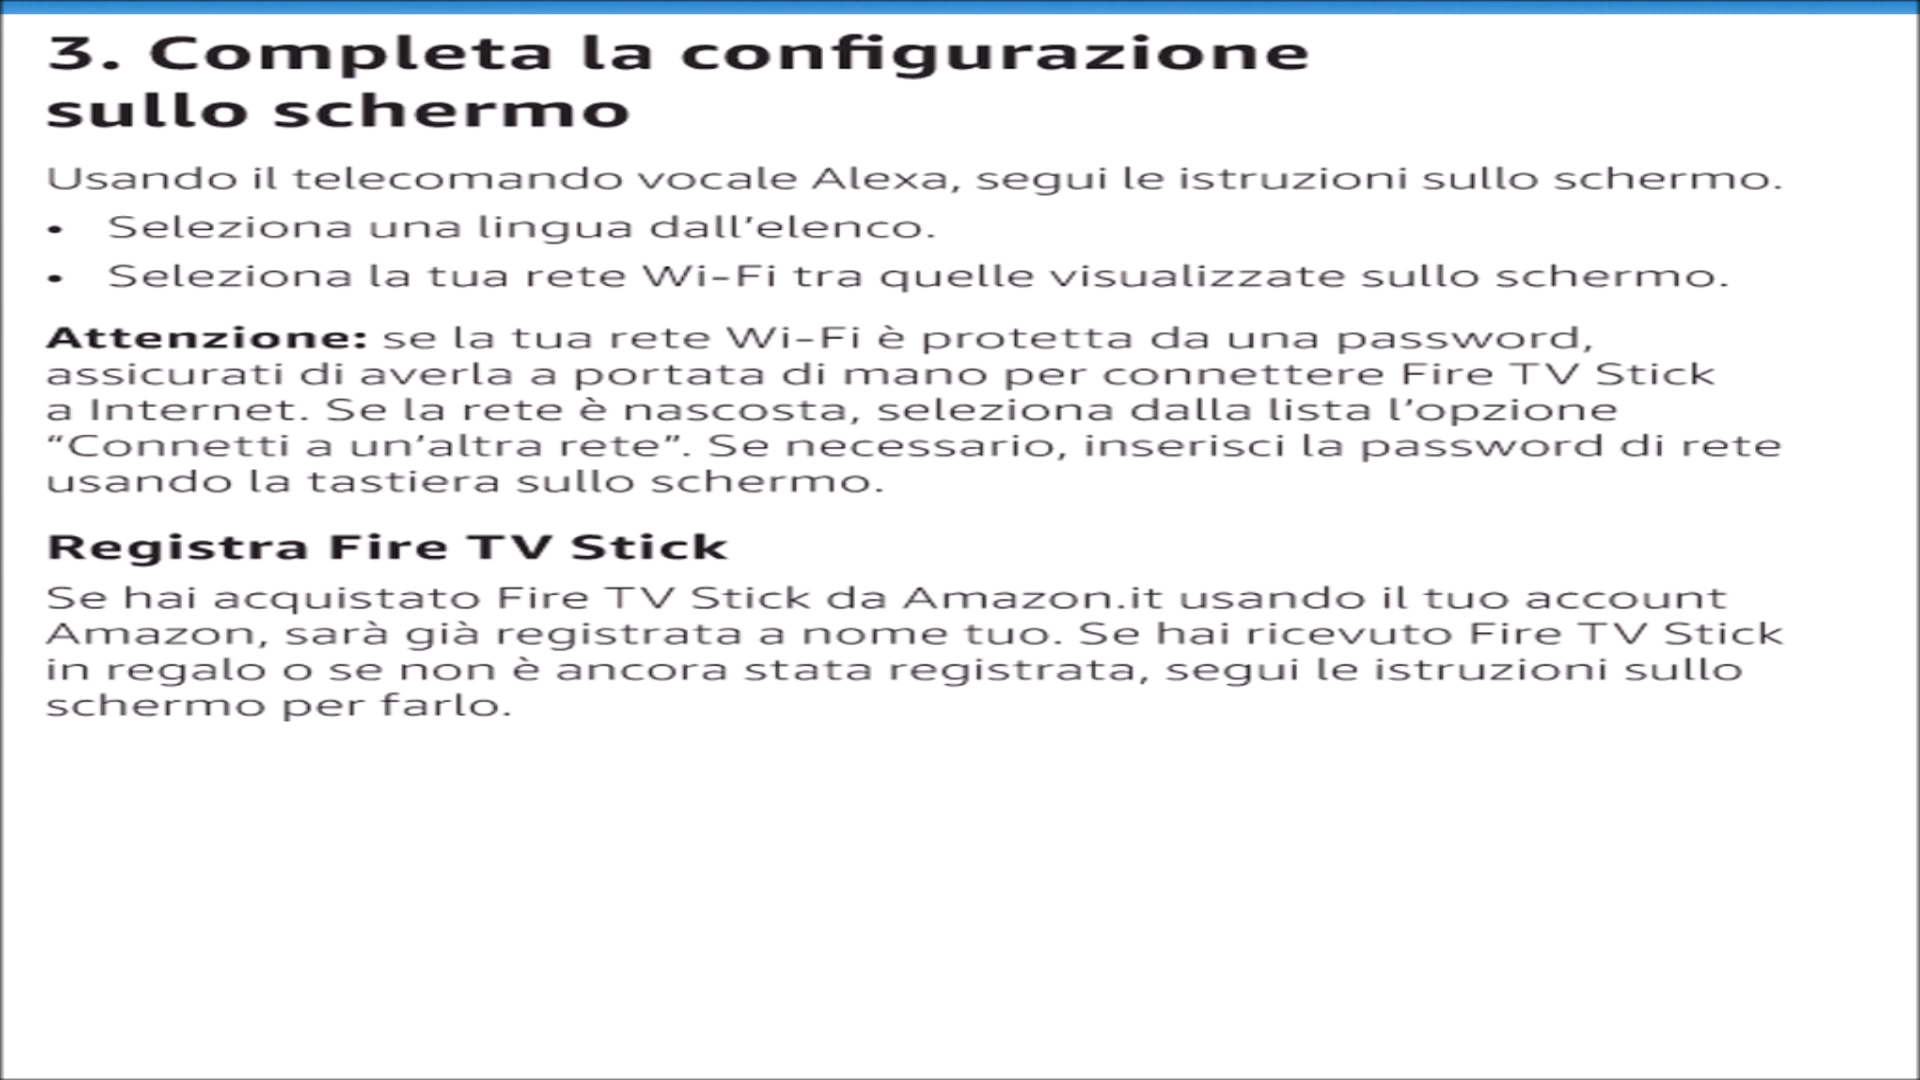 3. Completa la configurazione
sullo schermo
Usando il telecomando vocale Alexa, segui le istruzioni sullo schermo.
• Seleziona una lingua dall’elenco.
• Seleziona la tua rete Wi-Fi tra quelle visualizzate sullo schermo.
Attenzione: se la tua rete Wi-Fi è protetta da una password,
assicurati di averla a portata di mano per connettere Fire TV Stick
a Internet. Se la rete è nascosta, seleziona dalla lista l’opzione
“Connetti a un’altra rete”. Se necessario, inserisci la password di rete
usando la tastiera sullo schermo.
Registra Fire TV Stick
Se hai acquistato Fire TV Stick da Amazon.it usando il tuo account
Amazon, sarà già registrata a nome tuo. Se hai ricevuto Fire TV Stick
in regalo o se non è ancora stata registrata, segui le istruzioni sullo
schermo per farlo.